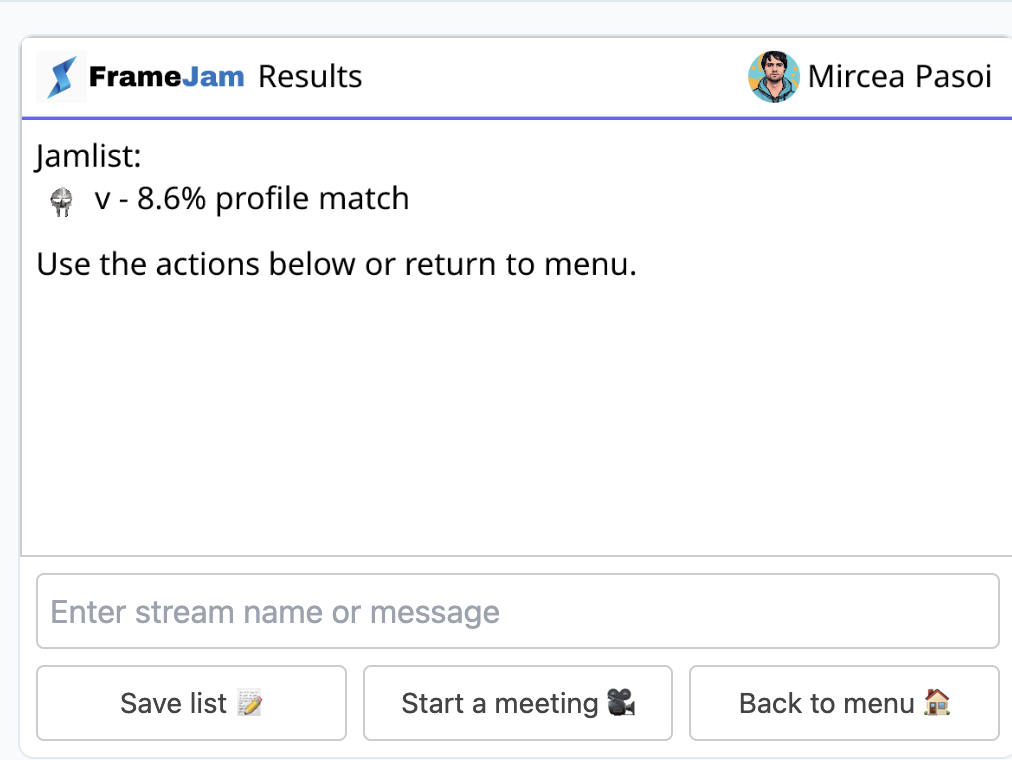 FrameJam Results
Mircea Pasoi
Jamlist:
v - 8.6% profile match
Use the actions below or return to menu.
Enter stream name or message
Save list 📝
Start a meeting 🎥
Back to menu 🏠